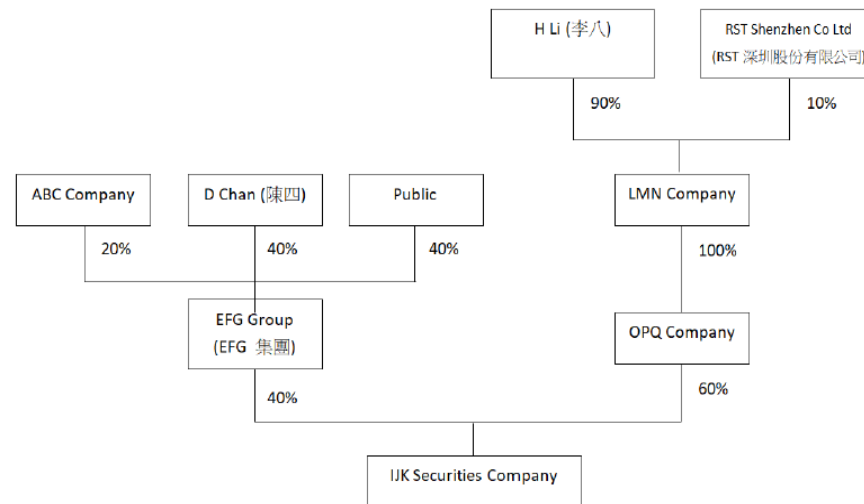 H Li (李八)
RST Shenzhen Co Ltd
(RST 深圳股份有限公司)
90%
10%
ABC Company
D Chan (陳四)
Public
LMN Company
20%
40%
40%
100%
EFG Group
(EFG 集團)
OPQ Company
40%
60%
IJK Securities Company